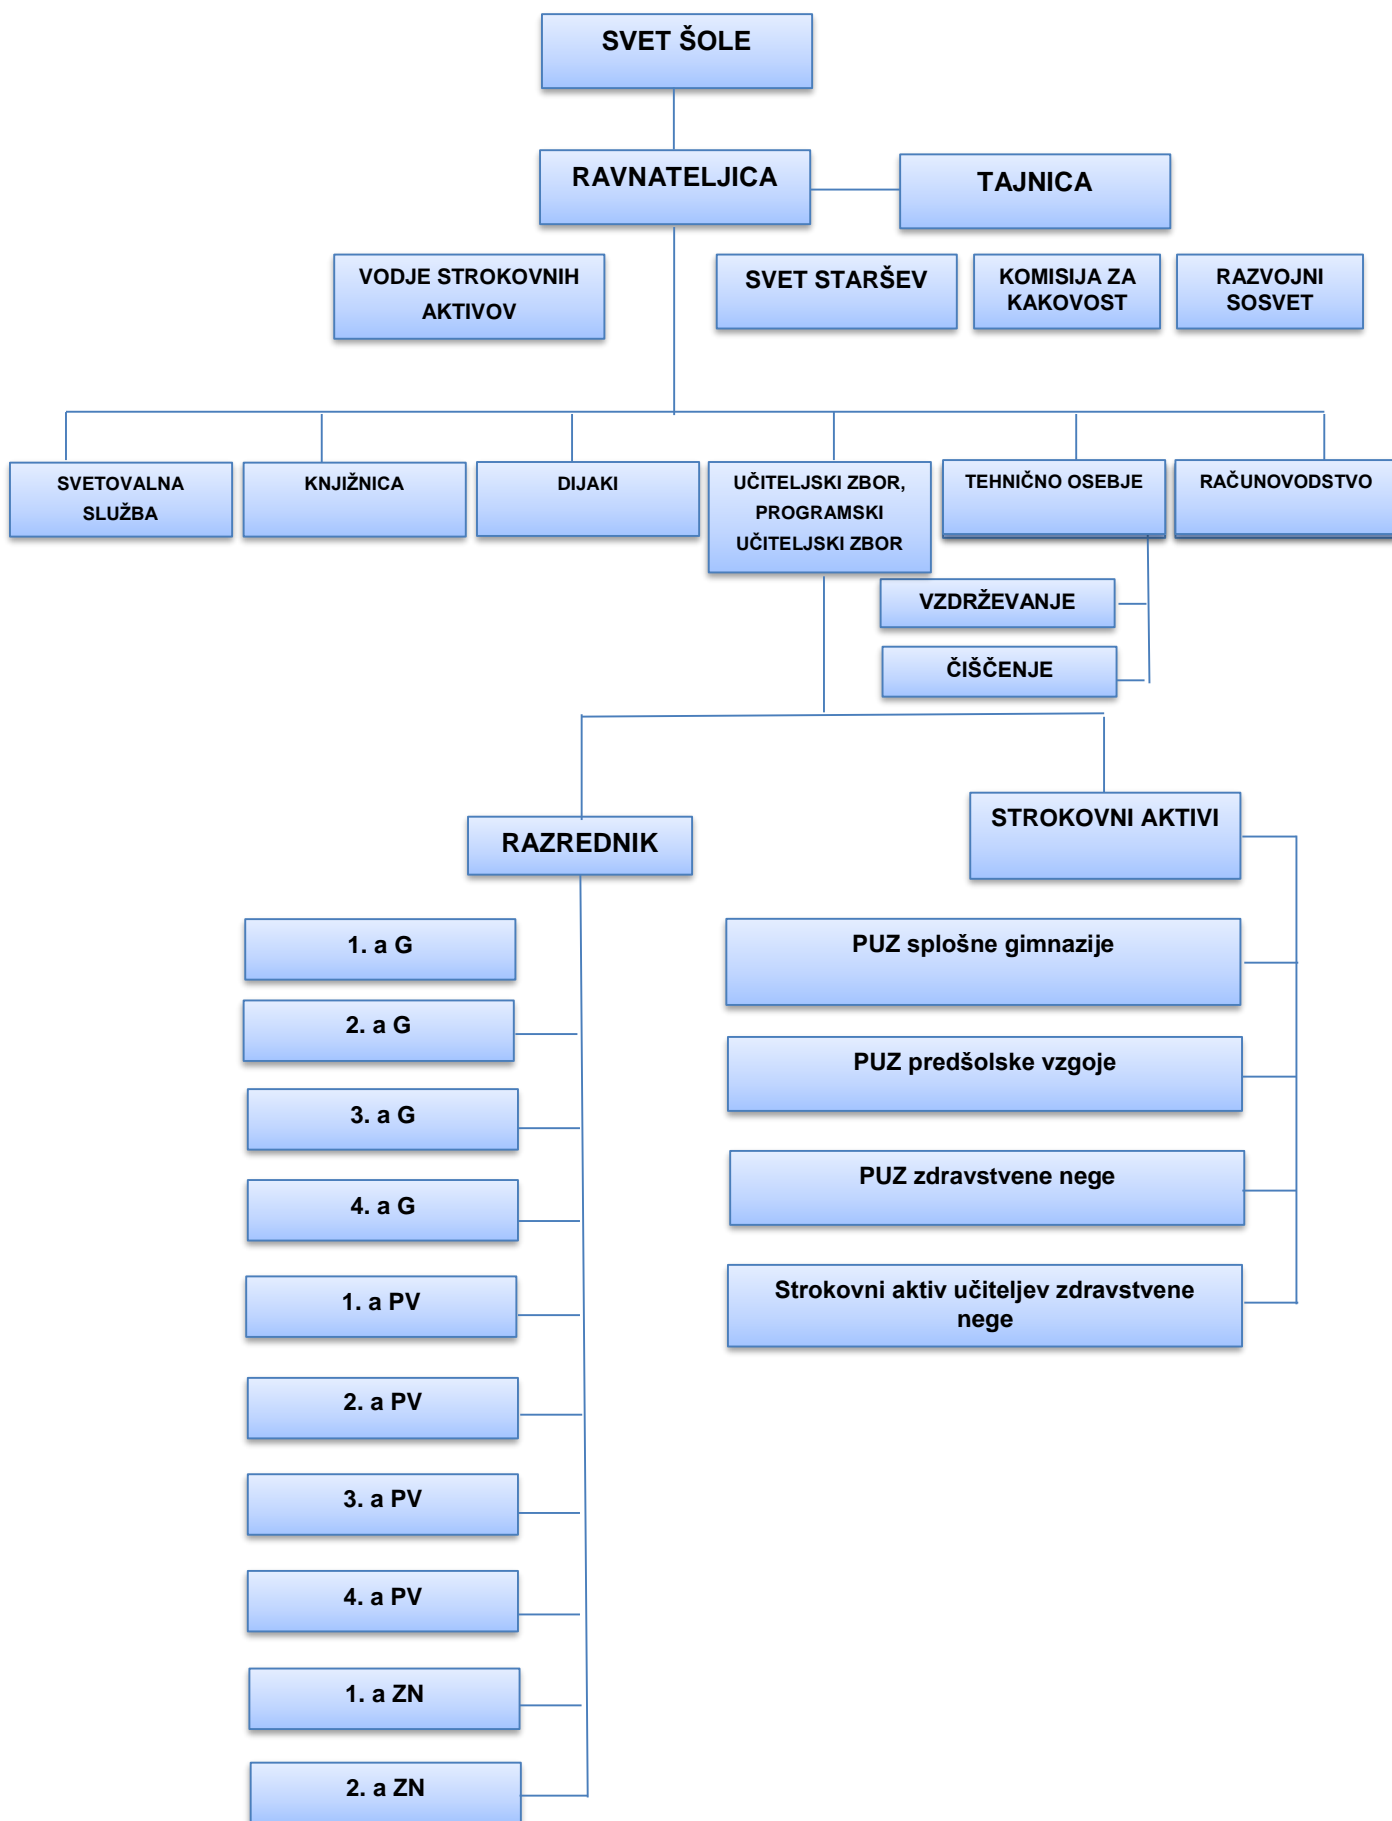 SVET ŠOLE
RAVNATELJICA
TAJNICA
VODJE STROKOVNIH
AKTIVOV
SVET STARŠEV
KOMISIJA ZA
KAKOVOST
RAZVOJNI
SOSVET
SVETOVALNA
SLUŽBA
KNJIŽNICA
DIJAKI
UČITELJSKI ZBOR,
PROGRAMSKI
UČITELJSKI ZBOR
TEHNIČNO OSEBJE
RAČUNOVODSTVO
VZDRŽEVANJE
ČIŠČENJE
RAZREDNIK
STROKOVNI AKTIVI
1. a G
2. a G
3. a G
4. a G
1. a PV
2. a PV
3. a PV
4. a PV
1. a ZN
2. a ZN
PUZ splošne gimnazije
PUZ predšolske vzgoje
PUZ zdravstvene nege
Strokovni aktiv učiteljev zdravstvene
nege